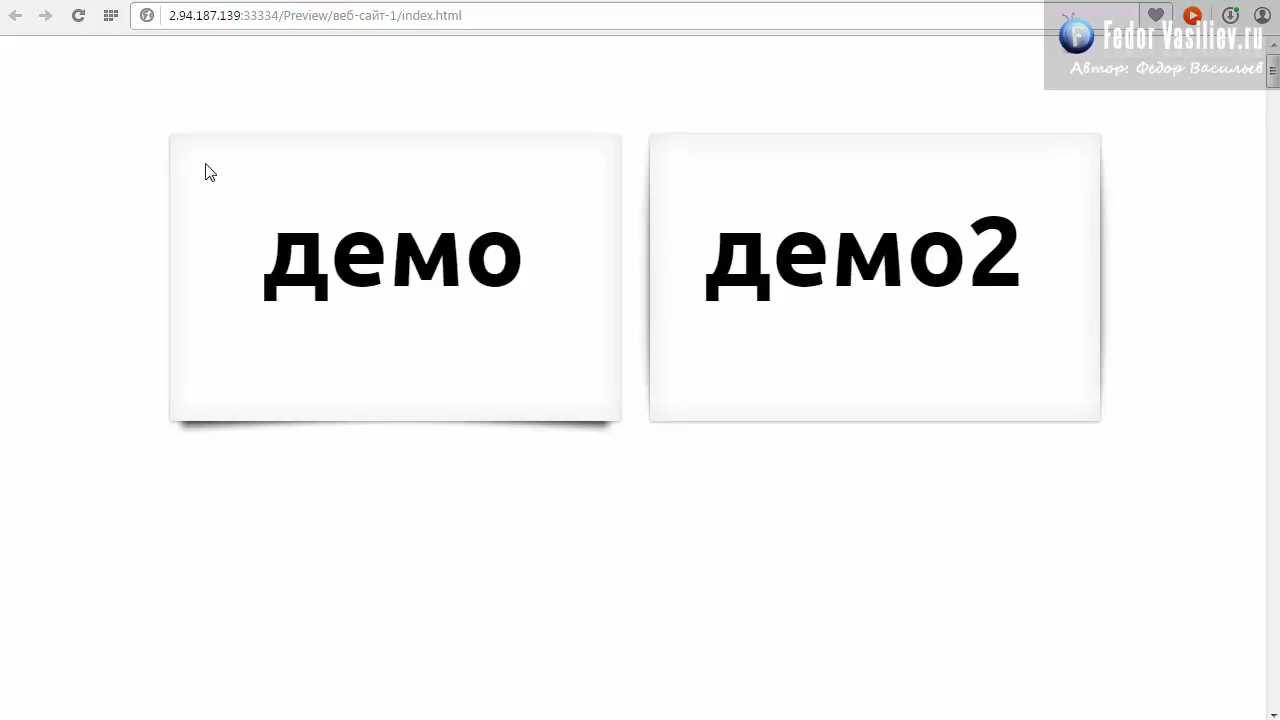 2.94.187.139:33334/Preview/веб-сайт-1/index.html
Fedor Vasiliev.ru
Автор: Федор Васильев
демо
демо2